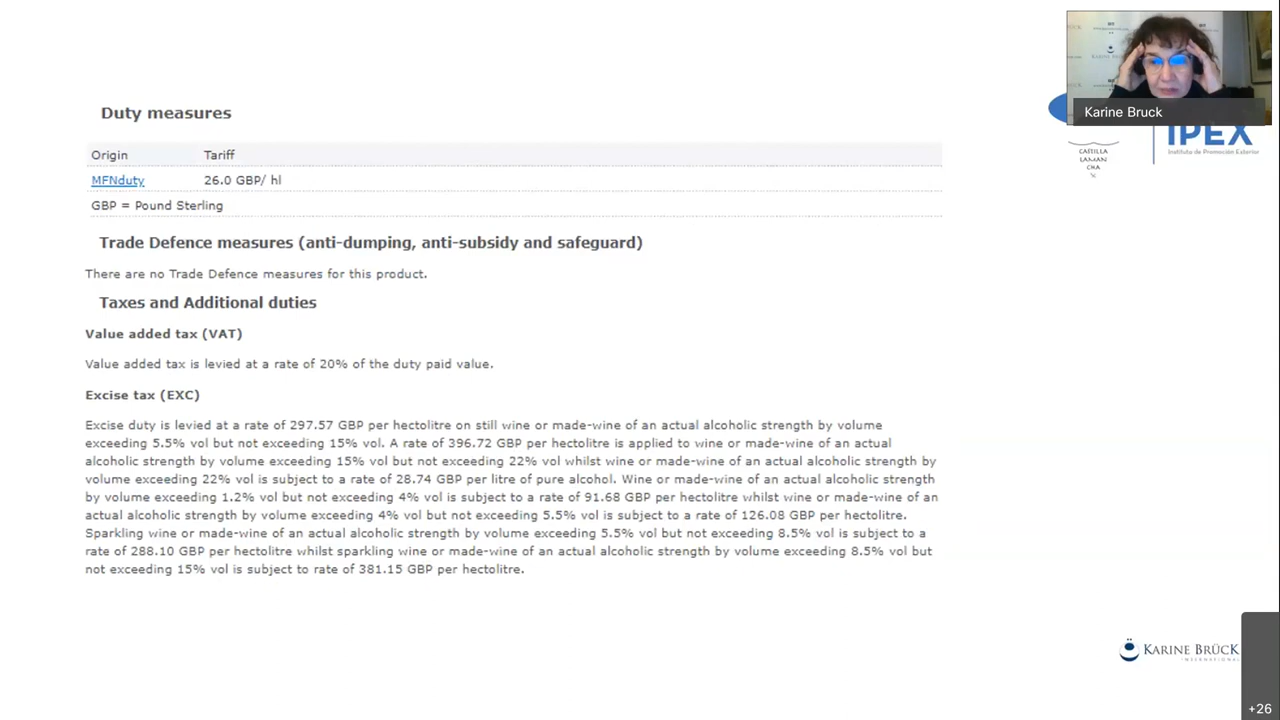 Karine Bruck
IPEX
Instituto de Promoción Exterior
CASTILLA
LAMAN
CHA
Duty measures
Origin Tariff
MFNduty 26.0 GBP/ hl
GBP = Pound Sterling
Trade Defence measures (anti-dumping, anti-subsidy and safeguard)
There are no Trade Defence measures for this product.
Taxes and Additional duties
Value added tax (VAT)
Value added tax is levied at a rate of 20% of the duty paid value.
Excise tax (EXC)
Excise duty is levied at a rate of 297.57 GBP per hectolitre on still wine or made-wine of an actual alcoholic strength by volume
exceeding 5.5% vol but not exceeding 15% vol. A rate of 396.72 GBP per hectolitre is applied to wine or made-wine of an actual
alcoholic strength by volume exceeding 15% vol but not exceeding 22% vol whilst wine or made-wine of an actual alcoholic strength by
volume exceeding 22% vol is subject to a rate of 28.74 GBP per litre of pure alcohol. Wine or made-wine of an actual alcoholic strength
by volume exceeding 1.2% vol but not exceeding 4% vol is subject to a rate of 91.68 GBP per hectolitre whilst wine or made-wine of an
actual alcoholic strength by volume exceeding 4% vol but not exceeding 5.5% vol is subject to a rate of 126.08 GBP per hectolitre.
Sparkling wine or made-wine of an actual alcoholic strength by volume exceeding 5.5% vol but not exceeding 8.5% vol is subject to a
rate of 288.10 GBP per hectolitre whilst sparkling wine or made-wine of an actual alcoholic strength by volume exceeding 8.5% vol but
not exceeding 15% vol is subject to rate of 381.15 GBP per hectolitre.
KARINE BRÜCK
INTERNATIONAL
+26